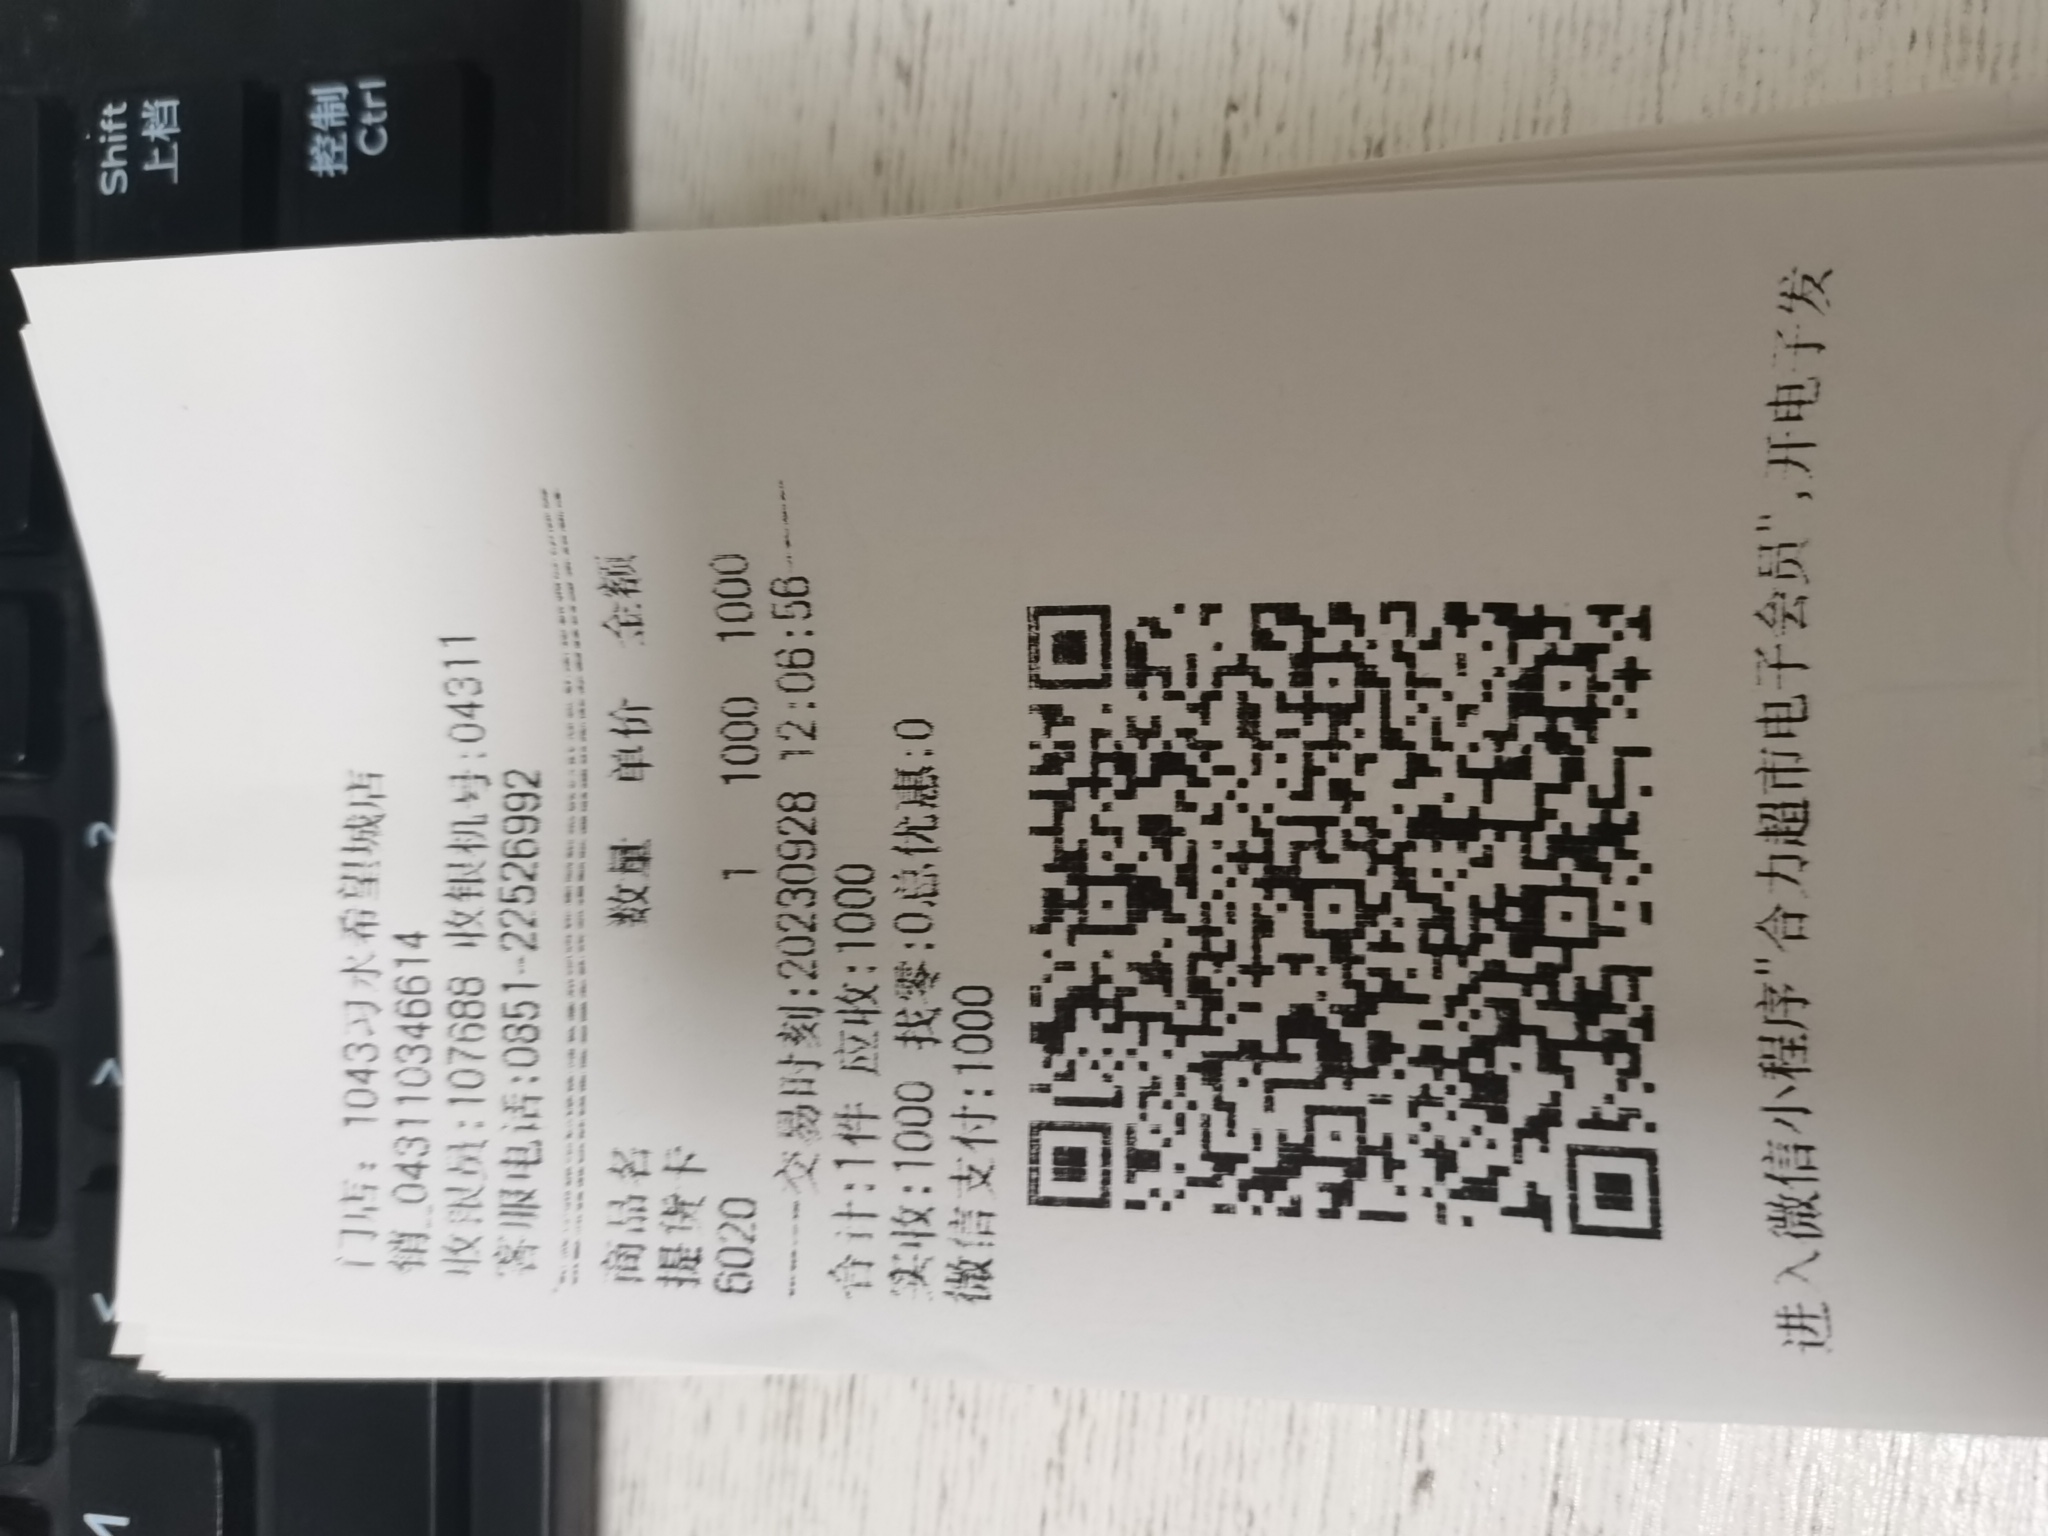 门店: 1043习水希望城店
销_0431103466​14
收银员:107688 收银机号:04311
客服电话:0851-22526992
商品名 数量 单价 金额
提货卡
6020 1 1000 1000
-----交易时刻:20230928 12:06:56-----
合计:1件 应收:1000
实收:1000 找零:0总优惠:0
微信支付:1000
进入微信小程序"合力超市电子会员",开电子发
Shift
上档
控制
Ctrl